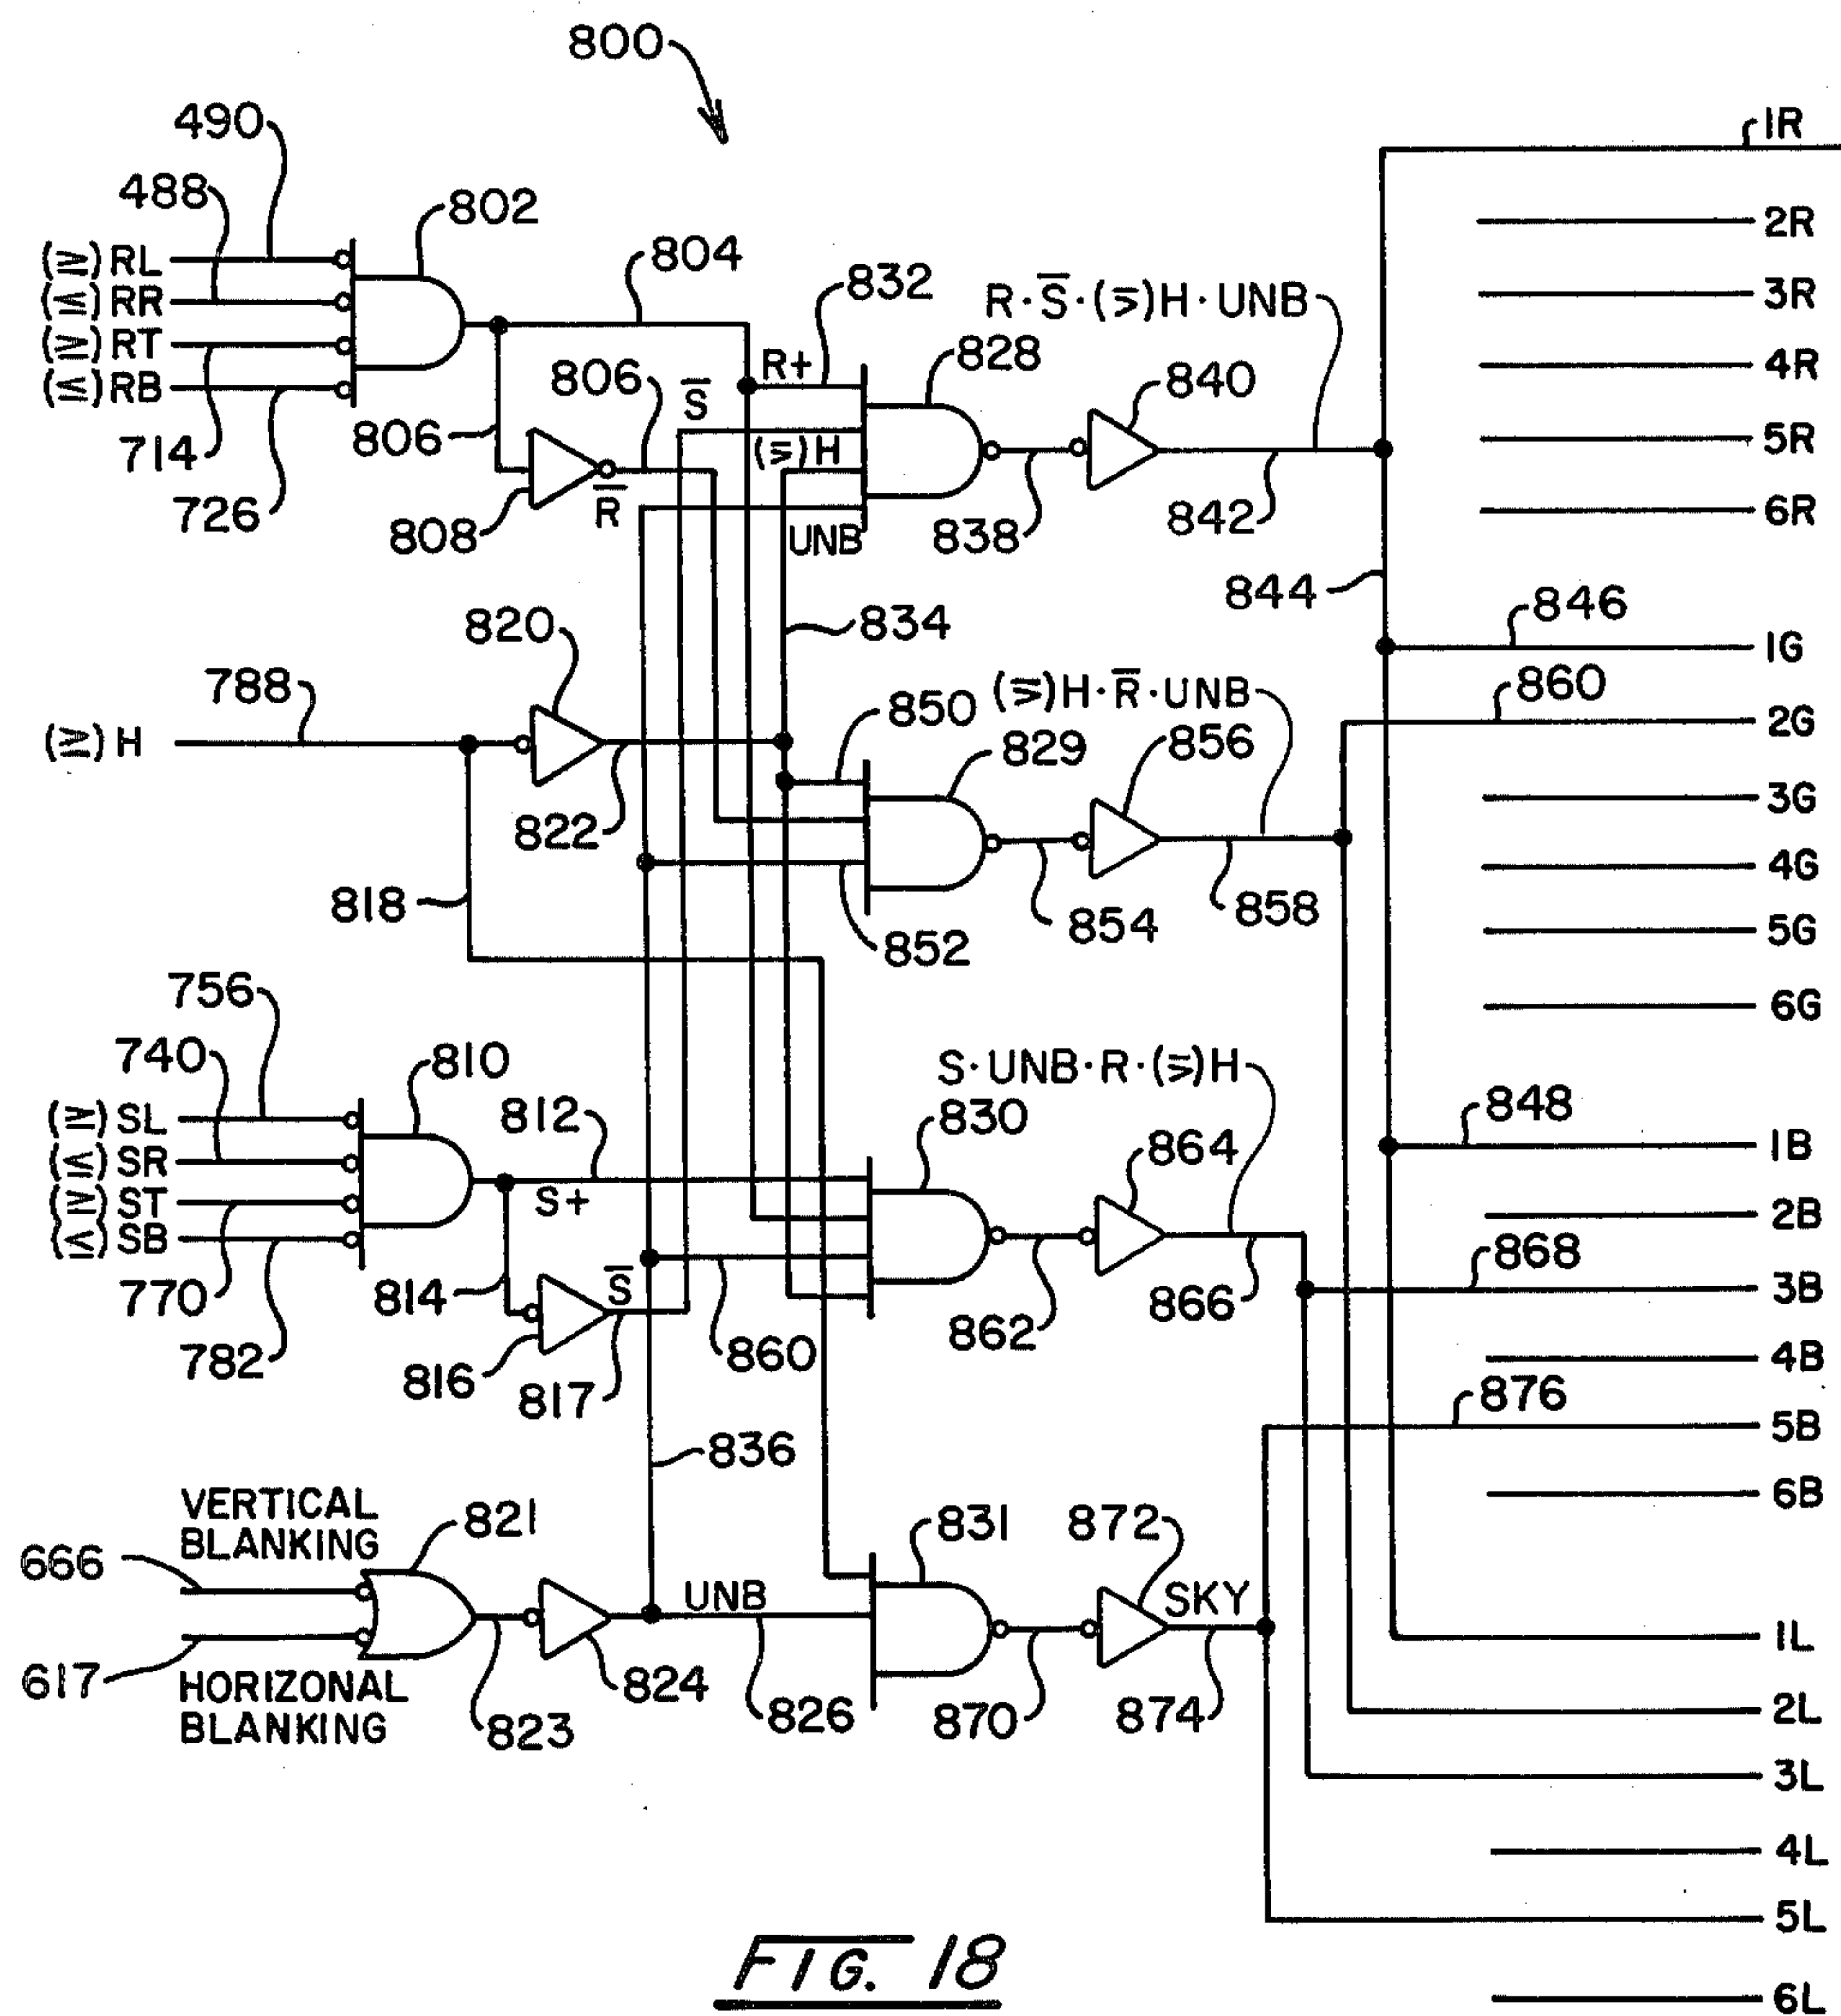 800
490
488
(≥) RL
(≤) RR
(≥) RT
(≤) RB
714
726
802
804
806
806
808
R̅
S̅
R+
832
(⋝) H
UNB
828
838
840
R·S̅·(⋝)H·UNB
842
844
1R
2R
3R
4R
5R
6R
(≥) H
788
818
820
822
834
850
829
852
854
856
(⋝)H·R̅·UNB
858
846
860
1G
2G
3G
4G
5G
6G
756
740
(≥) SL
(≤) SR
(≥) ST
(≤) SB
770
782
810
812
S+
814
816
S̅
817
860
836
830
862
864
S·UNB·R·(⋝)H
866
848
868
876
1B
2B
3B
4B
5B
6B
VERTICAL
BLANKING
666
617
HORIZONAL
BLANKING
821
823
824
UNB
826
831
870
872
SKY
874
1L
2L
3L
4L
5L
6L
FIG. 18